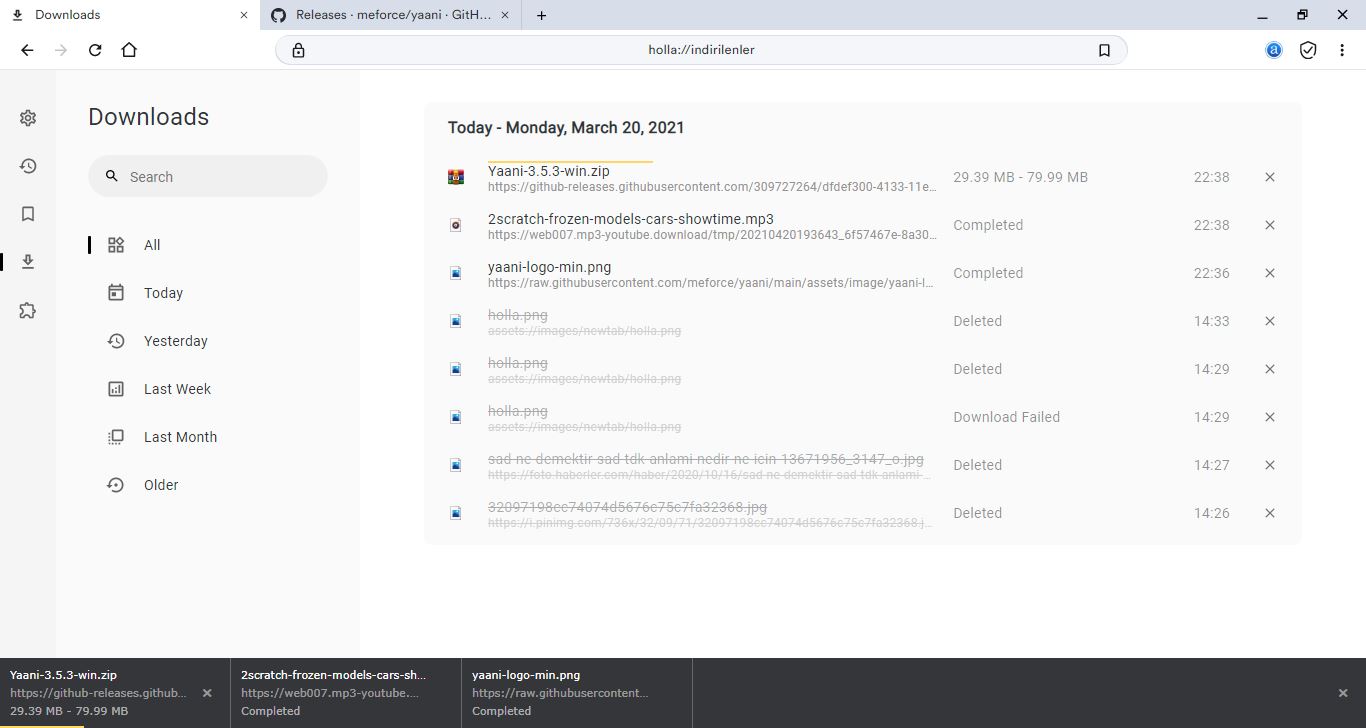 Downloads
Releases · meforce/yaani · GitH...
holla://indirilenler
a
Downloads
Search
All
Today
Yesterday
Last Week
Last Month
Older
Today - Monday, March 20, 2021
Yaani-3.5.3-win.zip
https://github-releases.githubusercontent.com/309727264/dfdef300-4133-11e...
29.39 MB - 79.99 MB
22:38
2scratch-frozen-models-cars-showtime.mp3
https://web007.mp3-youtube.download/tmp/20210420193643_6f57467e-8a30...
Completed
22:38
yaani-logo-min.png
https://raw.githubusercontent.com/meforce/yaani/main/assets/image/yaani-l...
Completed
22:36
holla.png
assets://images/newtab/holla.png
Deleted
14:33
holla.png
assets://images/newtab/holla.png
Deleted
14:29
holla.png
assets://images/newtab/holla.png
Download Failed
14:29
sad-ne-demektir-sad-tdk-anlami-nedir-ne-icin-13671956_3147_o.jpg
https://foto.haberler.com/haber/2020/10/16/sad-ne-demektir-sad-tdk-anlami-...
Deleted
14:27
32097198cc74074d5676c75c7fa32368.jpg
https://i.pinimg.com/736x/32/09/71/32097198cc74074d5676c75c7fa32368.j...
Deleted
14:26
Yaani-3.5.3-win.zip
https://github-releases.github...
29.39 MB - 79.99 MB
2scratch-frozen-models-cars-sh...
https://web007.mp3-youtube....
Completed
yaani-logo-min.png
https://raw.githubusercontent...
Completed